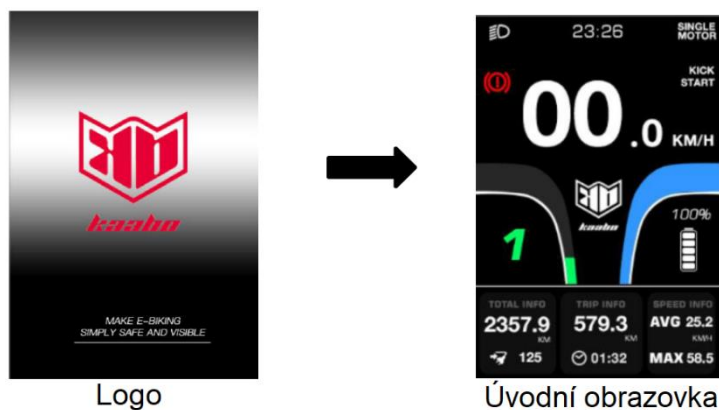 kaabo
MAKE E-BIKING
SIMPLY SAFE AND VISIBLE
Logo
23:26
SINGLE
MOTOR
KICK
START
00.0 KM/H
kaabo
1
100%
TOTAL INFO
2357.9
KM
125
TRIP INFO
579.3
KM
01:32
SPEED INFO
AVG 25.2
KM/H
MAX 58.5
Úvodní obrazovka